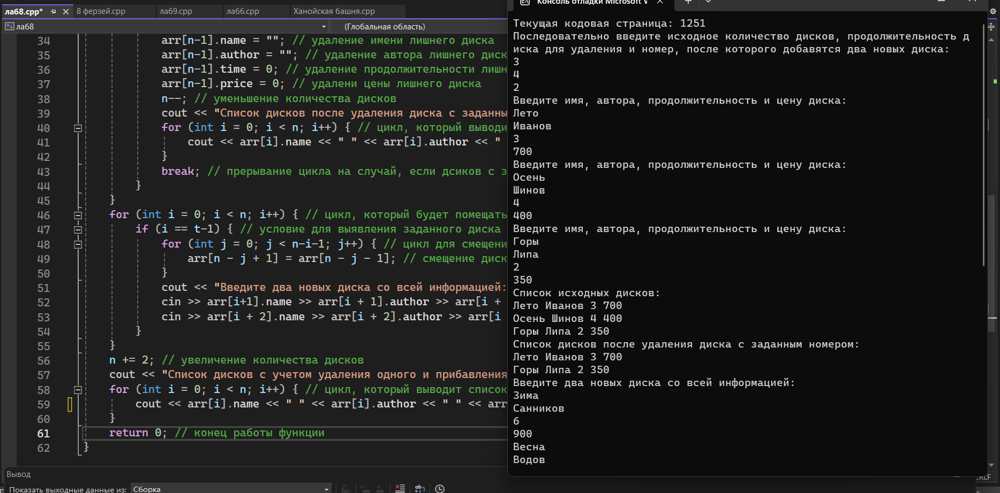 лаб8.cpp* 8 ферзей.cpp лаб9.cpp лаб6.cpp Ханойская башня.cpp
лаб8 (Глобальная область)
34 arr[n-1].name = ""; // удаление имени лишнего диска
35 arr[n-1].author = ""; // удаление автора лишнего диск
36 arr[n-1].time = 0; // удаление продолжительности лишн
37 arr[n-1].price = 0; // удалени цены лишнего диска
38 n--; // уменьшение количества дисков
39 cout << "Список дисков после удаления диска с заданны
40 for (int i = 0; i < n; i++) { // цикл, который выводи
41 cout << arr[i].name << " " << arr[i].author << "
42 }
43 break; // прерывание цикла на случай, если дсиков с з
44 }
45 }
46 for (int i = 0; i < n; i++) { // цикл, который будет помещать
47 if (i == t-1) { // условие для выявления заданного диска
48 for (int j = 0; j < n-i-1; j++) { // цикл для смещени
49 arr[n - j + 1] = arr[n - j - 1]; // смещение диск
50 }
51 cout << "Введите два новых диска со всей информацией:
52 cin >> arr[i+1].name >> arr[i + 1].author >> arr[i +
53 cin >> arr[i + 2].name >> arr[i + 2].author >> arr[i
54 }
55 }
56 n += 2; // увеличение количества дисков
57 cout << "Список дисков с учетом удаления одного и прибавления
58 for (int i = 0; i < n; i++) { // цикл, который выводит список
59 cout << arr[i].name << " " << arr[i].author << " " << arr
60 }
61 return 0; // конец работы функции
62 }
Вывод
Показать выходные данные из: Сборка
Консоль отладки Microsoft V
Текущая кодовая страница: 1251
Последовательно введите исходное количество дисков, продолжительность д
иска для удаления и номер, после которого добавятся два новых диска:
3
4
2
Введите имя, автора, продолжительность и цену диска:
Лето
Иванов
3
700
Введите имя, автора, продолжительность и цену диска:
Осень
Шинов
4
400
Введите имя, автора, продолжительность и цену диска:
Горы
Липа
2
350
Список исходных дисков:
Лето Иванов 3 700
Осень Шинов 4 400
Горы Липа 2 350
Список дисков после удаления диска с заданным номером:
Лето Иванов 3 700
Горы Липа 2 350
Введите два новых диска со всей информацией:
Зима
Санников
6
900
Весна
Водов